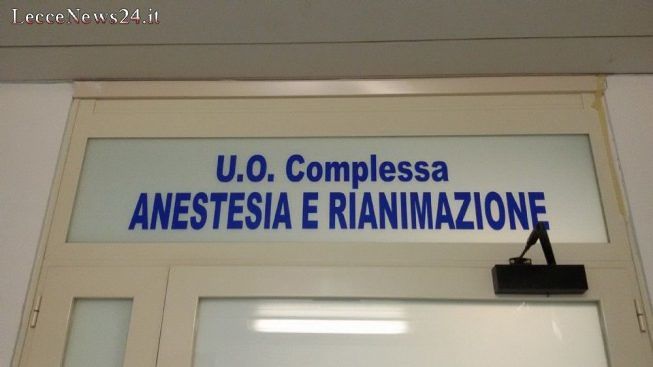 LecceNews24.it
U.O. Complessa
ANESTESIA E RIANIMAZIONE